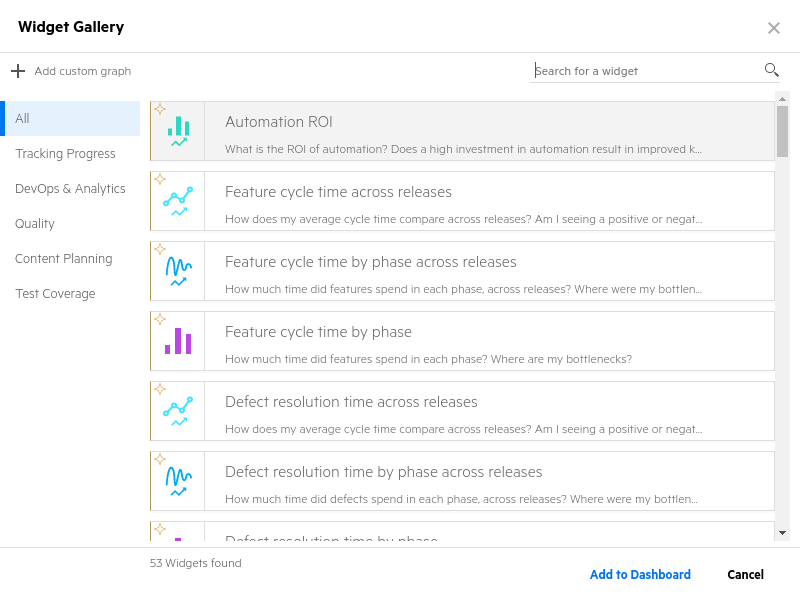 Widget Gallery
Add custom graph
Search for a widget
All
Tracking Progress
DevOps & Analytics
Quality
Content Planning
Test Coverage
Automation ROI
What is the ROI of automation? Does a high investment in automation result in improved k...
Feature cycle time across releases
How does my average cycle time compare across releases? Am I seeing a positive or negat...
Feature cycle time by phase across releases
How much time did features spend in each phase, across releases? Where were my bottlen...
Feature cycle time by phase
How much time did features spend in each phase? Where are my bottlenecks?
Defect resolution time across releases
How does my average cycle time compare across releases? Am I seeing a positive or negat...
Defect resolution time by phase across releases
How much time did defects spend in each phase, across releases? Where were my bottlen...
Defect resolution time by phase
53 Widgets found
Add to Dashboard
Cancel